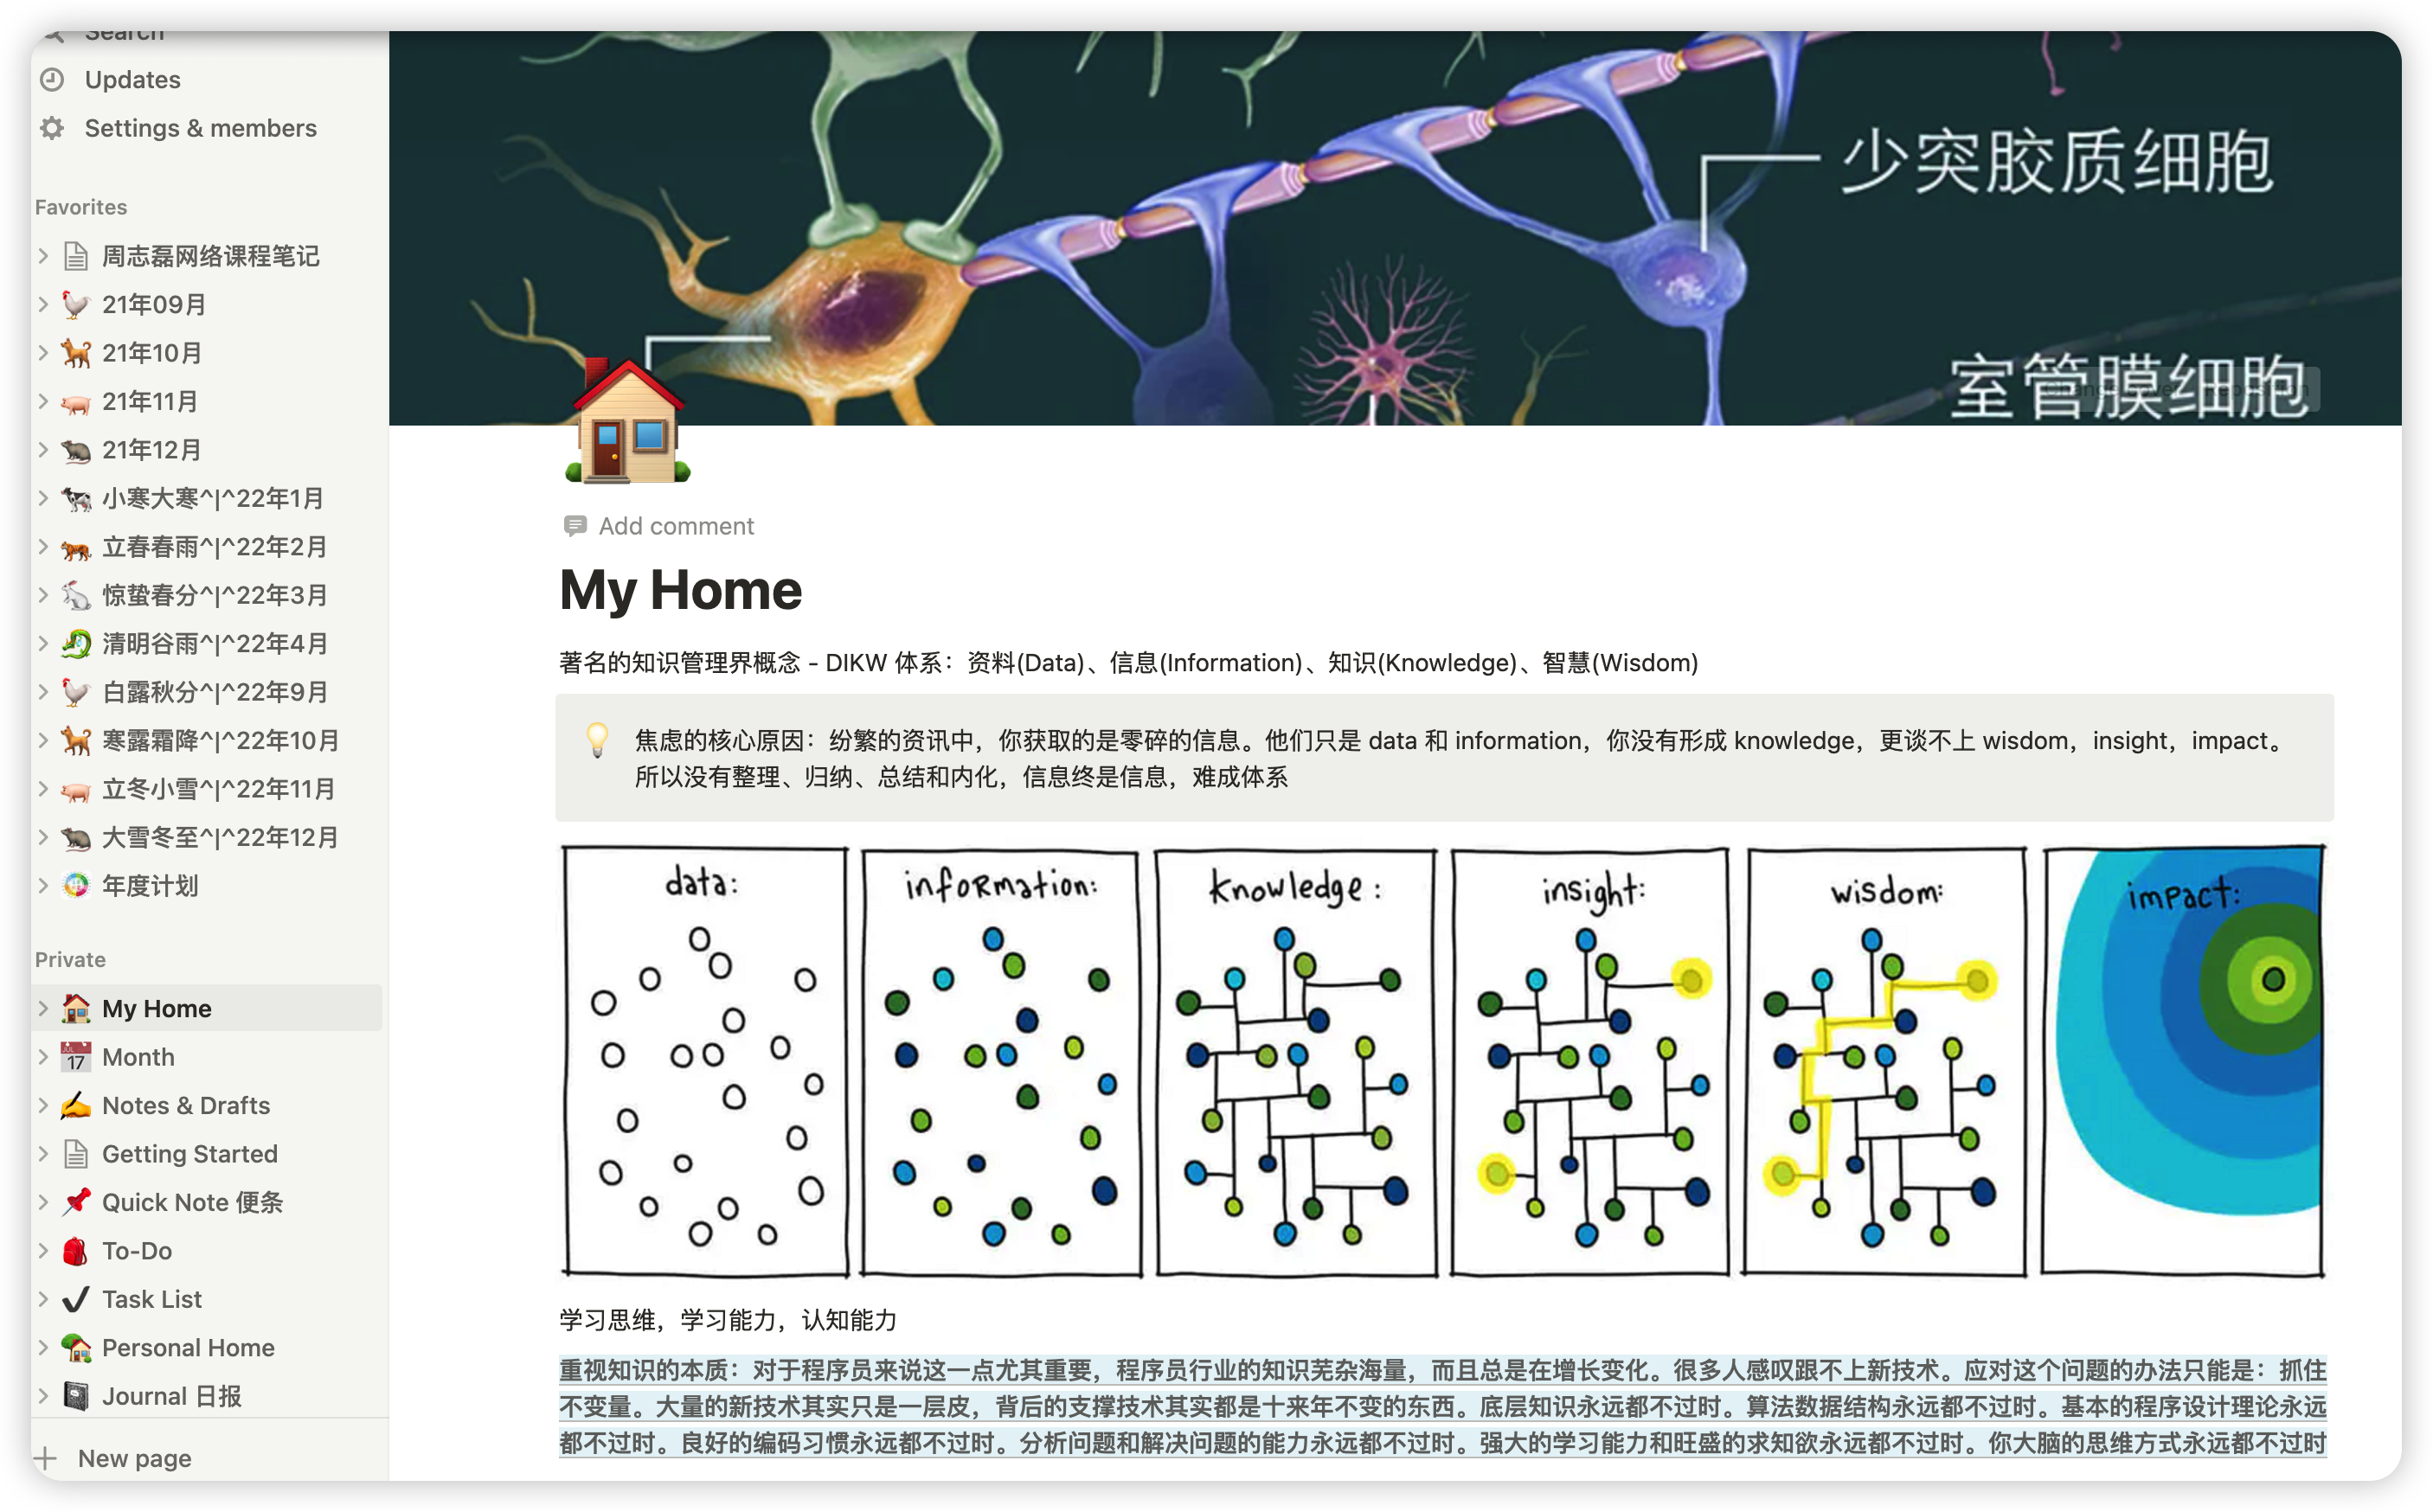 Search
Updates
Settings & members
Favorites
周志磊网络课程笔记
21年09月
21年10月
21年11月
21年12月
小寒大寒^|^22年1月
立春春雨^|^22年2月
惊蛰春分^|^22年3月
清明谷雨^|^22年4月
白露秋分^|^22年9月
寒露霜降^|^22年10月
立冬小雪^|^22年11月
大雪冬至^|^22年12月
年度计划
Private
My Home
JUL
17
Month
Notes & Drafts
Getting Started
Quick Note 便条
To-Do
Task List
Personal Home
Journal 日报
New page
少突胶质细胞
室管膜细胞
Add comment
My Home
著名的知识管理界概念 - DIKW 体系：资料(Data)、信息(Information)、知识(Knowledge)、智慧(Wisdom)
焦虑的核心原因：纷繁的资讯中，你获取的是零碎的信息。他们只是 data 和 information，你没有形成 knowledge，更谈不上 wisdom，insight，impact。
所以没有整理、归纳、总结和内化，信息终是信息，难成体系
data:
information:
knowledge:
insight:
wisdom:
impact:
学习思维，学习能力，认知能力
重视知识的本质：对于程序员来说这一点尤其重要，程序员行业的知识芜杂海量，而且总是在增长变化。很多人感叹跟不上新技术。应对这个问题的办法只能是：抓住
不变量。大量的新技术其实只是一层皮，背后的支撑技术其实都是十来年不变的东西。底层知识永远都不过时。算法数据结构永远都不过时。基本的程序设计理论永远
都不过时。良好的编码习惯永远都不过时。分析问题和解决问题的能力永远都不过时。强大的学习能力和旺盛的求知欲永远都不过时。你大脑的思维方式永远都不过时